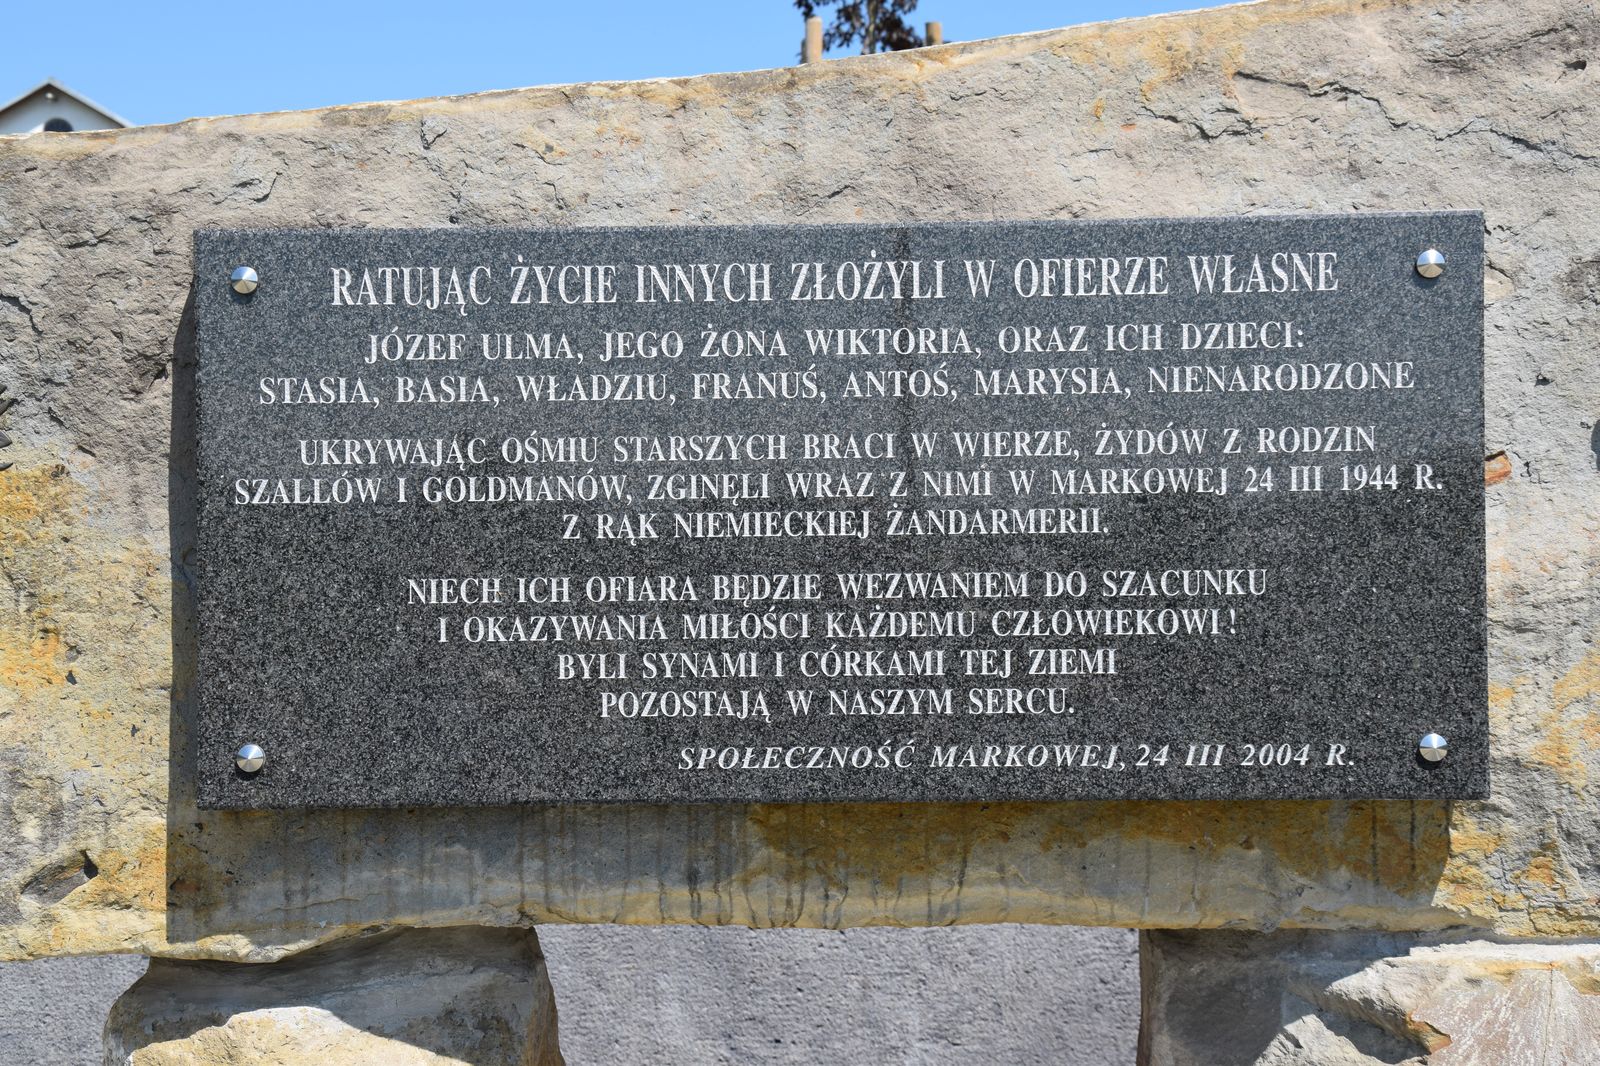 RATUJĄC ŻYCIE INNYCH ZŁOŻYLI W OFIERZE WŁASNE
JÓZEF ULMA, JEGO ŻONA WIKTORIA, ORAZ ICH DZIECI:
STASIA, BASIA, WŁADZIU, FRANUŚ, ANTOŚ, MARYSIA, NIENARODZONE
UKRYWAJĄC OŚMIU STARSZYCH BRACI W WIERZE, ŻYDÓW Z RODZIN
SZALLÓW I GOLDMANÓW, ZGINĘLI WRAZ Z NIMI W MARKOWEJ 24 III 1944 R.
Z RĄK NIEMIECKIEJ ŻANDARMERII.
NIECH ICH OFIARA BĘDZIE WEZWANIEM DO SZACUNKU
I OKAZYWANIA MIŁOŚCI KAŻDEMU CZŁOWIEKOWI!
BYLI SYNAMI I CÓRKAMI TEJ ZIEMI
POZOSTAJĄ W NASZYM SERCU.
SPOŁECZNOŚĆ MARKOWEJ, 24 III 2004 R.